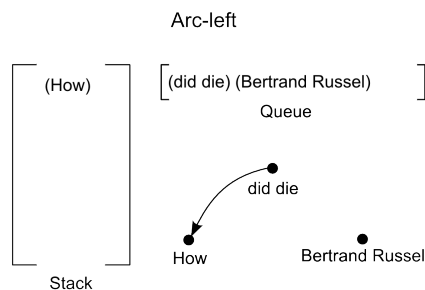 Arc-left
(How)
(did die) (Bertrand Russel)
Queue
did die
How
Bertrand Russel
Stack